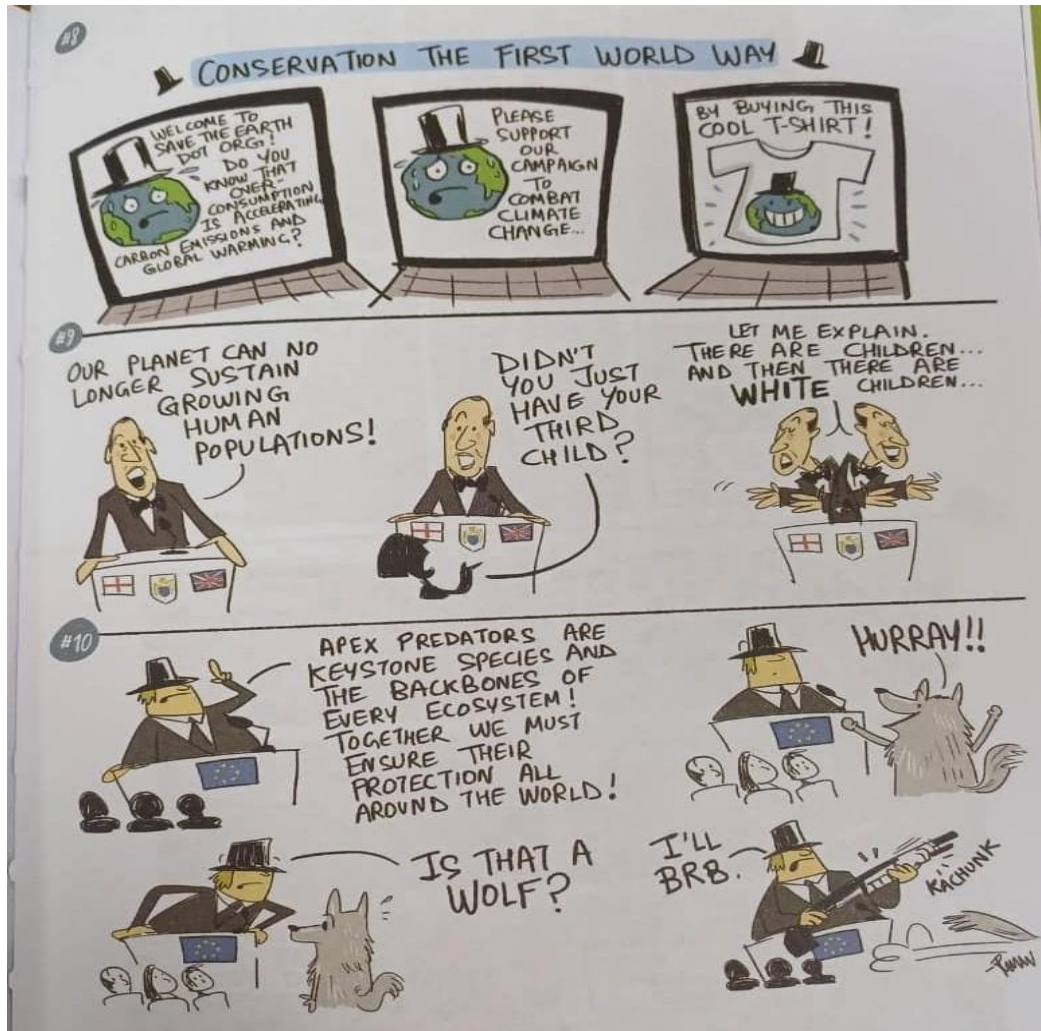 #8
CONSERVATION THE FIRST WORLD WAY
WELCOME TO
SAVE THE EARTH
DOT ORG!
DO YOU
KNOW THAT
OVER-
CONSUMPTION
IS ACCELERATING
CARBON EMISSIONS AND
GLOBAL WARMING?
PLEASE
SUPPORT
OUR
CAMPAIGN
TO
COMBAT
CLIMATE
CHANGE...
BY BUYING THIS
COOL T-SHIRT!
#9
OUR PLANET CAN NO
LONGER SUSTAIN
GROWING
HUMAN
POPULATIONS!
DIDN'T
YOU JUST
HAVE YOUR
THIRD
CHILD?
LET ME EXPLAIN.
THERE ARE CHILDREN...
AND THEN THERE ARE
WHITE CHILDREN...
#10
APEX PREDATORS ARE
KEYSTONE SPECIES AND
THE BACKBONES OF
EVERY ECOSYSTEM!
TOGETHER WE MUST
ENSURE THEIR
PROTECTION ALL
AROUND THE WORLD!
HURRAY!!
IS THAT A
WOLF?
I'LL
BRB.
KACHUNK